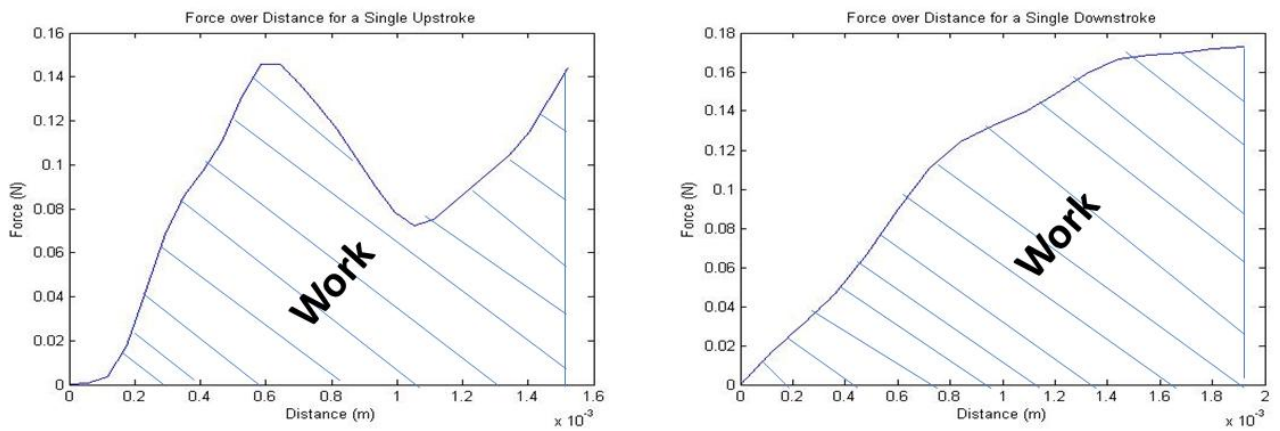 Force over Distance for a Single Upstroke
0.16
0.14
0.12
0.1
0.08
0.06
0.04
0.02
0
Force (N)
Work
0 0.2 0.4 0.6 0.8 1 1.2 1.4 1.6
Distance (m)
x 10⁻³
Force over Distance for a Single Downstroke
0.18
0.16
0.14
0.12
0.1
0.08
0.06
0.04
0.02
0
Force (N)
Work
0 0.2 0.4 0.6 0.8 1 1.2 1.4 1.6 1.8 2
Distance (m)
x 10⁻³